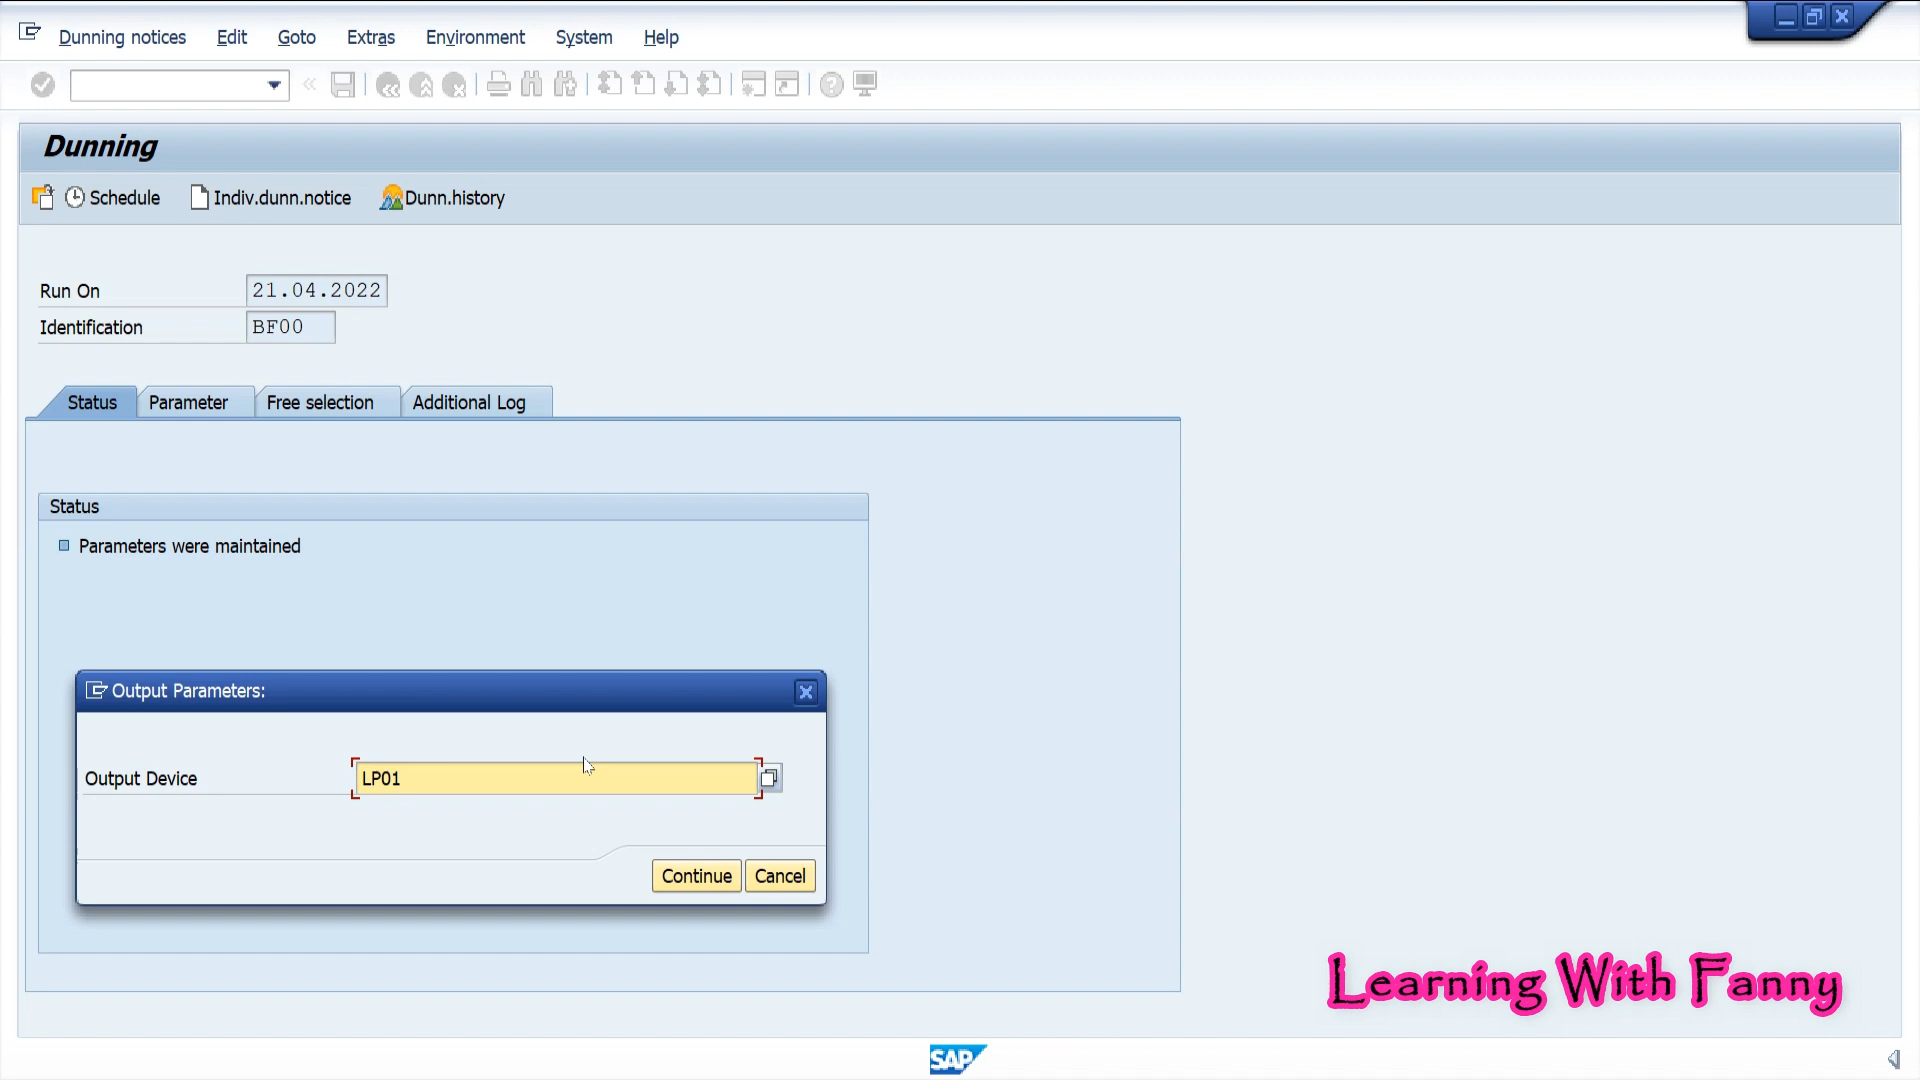 Dunning notices Edit Goto Extras Environment System Help
Dunning
Schedule Indiv.dunn.notice Dunn.history
Run On 21.04.2022
Identification BF00
Status Parameter Free selection Additional Log
Status
Parameters were maintained
Output Parameters:
Output Device LP01
Continue Cancel
Learning With Fanny
SAP